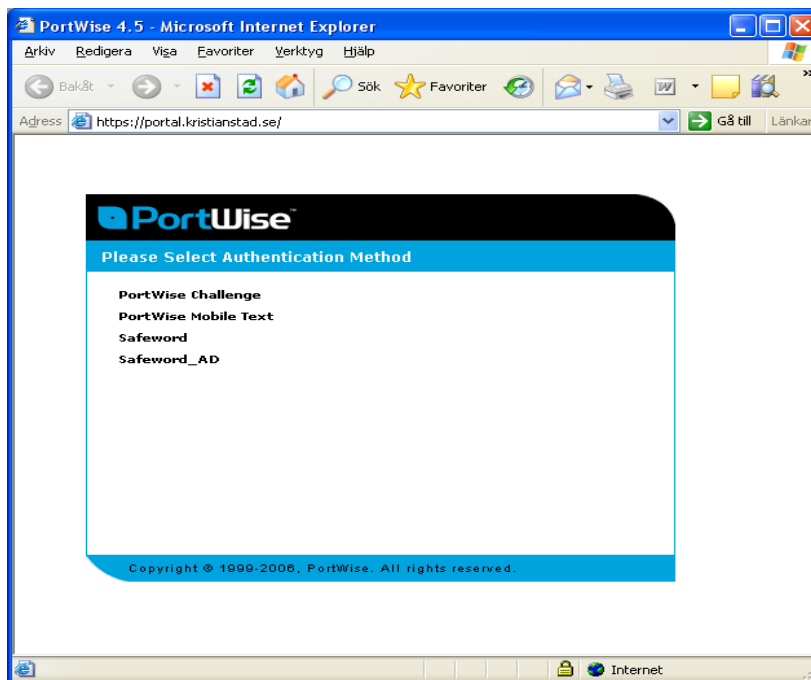 PortWise 4.5 - Microsoft Internet Explorer
Arkiv Redigera Visa Favoriter Verktyg Hjälp
Bakåt Sök Favoriter W »
Adress https://portal.kristianstad.se/ Gå till Länkar
PortWise™
Please Select Authentication Method
PortWise Challenge
PortWise Mobile Text
Safeword
Safeword_AD
Copyright © 1999-2006, PortWise. All rights reserved.
Internet